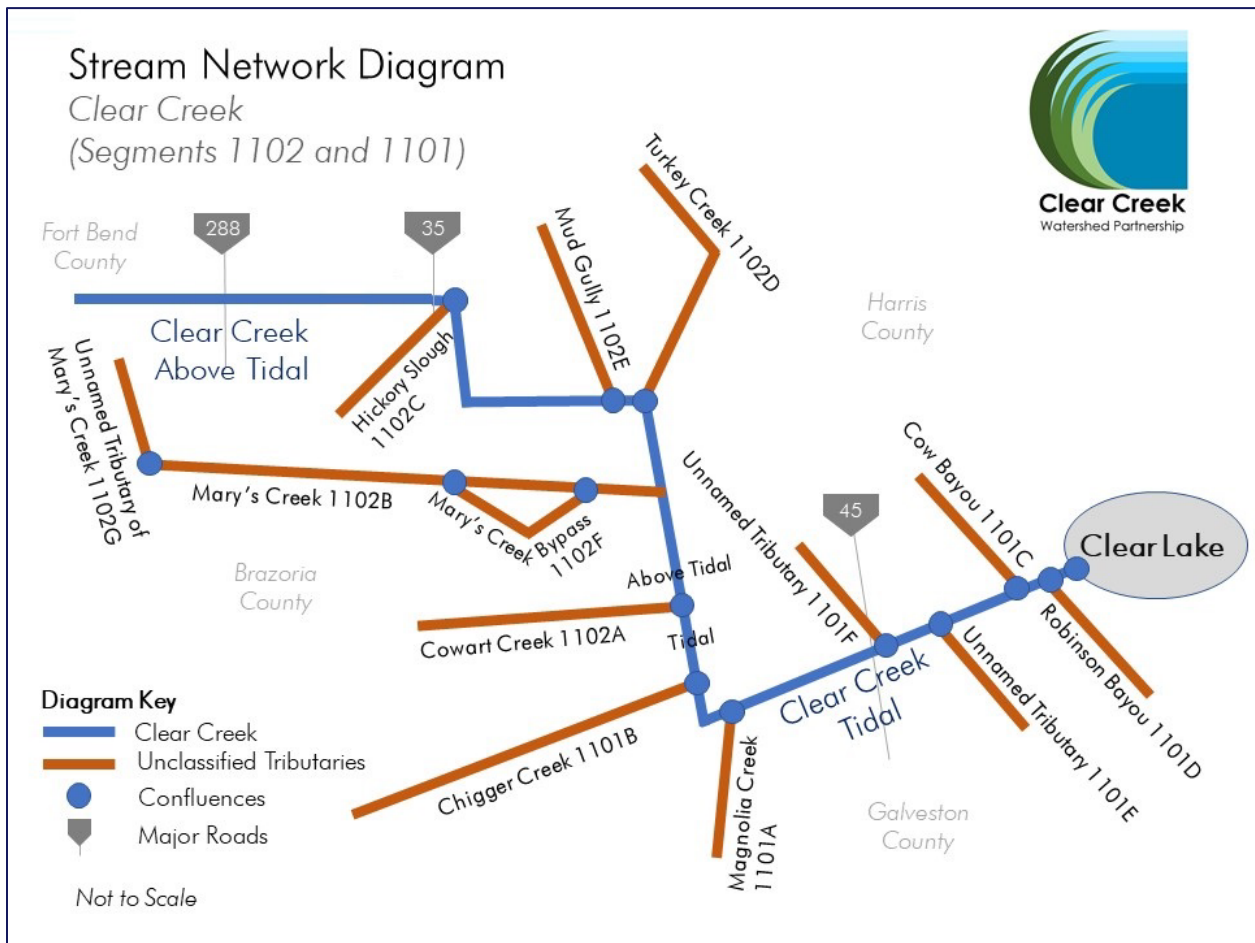 Stream Network Diagram
Clear Creek
(Segments 1102 and 1101)
Clear Creek
Watershed Partnership
Fort Bend
County
288
35
Mud Gully 1102E
Turkey Creek 1102D
Harris
County
Clear Creek
Above Tidal
Hickory Slough
1102C
Unnamed Tributary of
Mary's Creek 1102G
Mary's Creek 1102B
Mary's Creek Bypass
1102F
Brazoria
County
Above Tidal
Tidal
Cowart Creek 1102A
Unnamed Tributary 1101F
45
Cow Bayou 1101C
Clear Lake
Robinson Bayou 1101D
Unnamed Tributary 1101E
Clear Creek
Tidal
Chigger Creek 1101B
Magnolia Creek
1101A
Galveston
County
Diagram Key
Clear Creek
Unclassified Tributaries
Confluences
Major Roads
Not to Scale